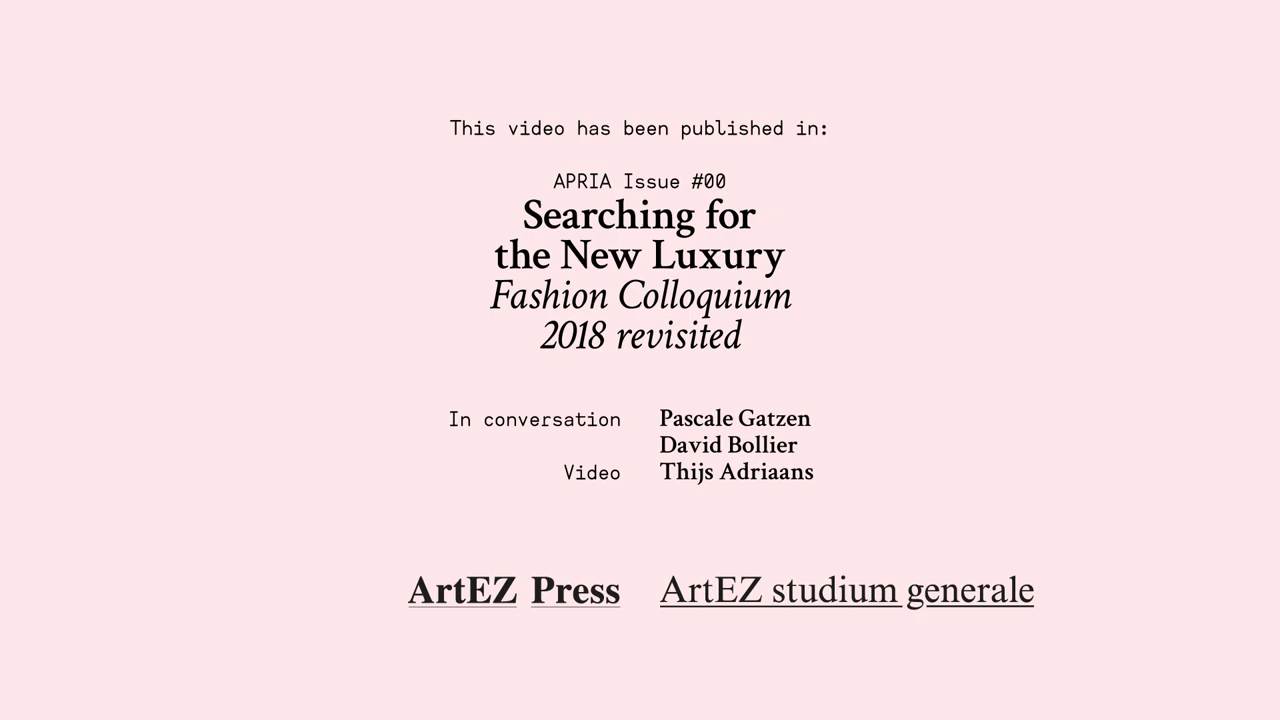 This video has been published in:
APRIA Issue #00
Searching for
the New Luxury
Fashion Colloquium
2018 revisited
In conversation Pascale Gatzen
David Bollier
Video Thijs Adriaans
ArtEZ Press ArtEZ studium generale